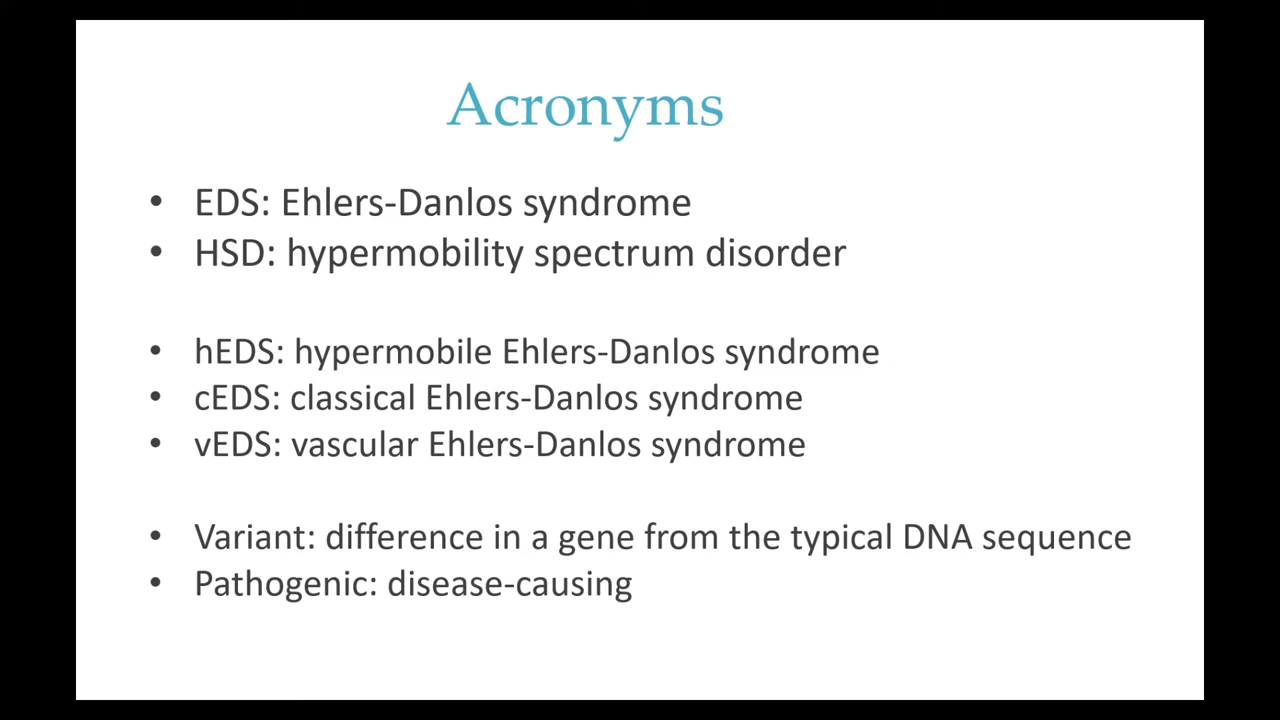 Acronyms
• EDS: Ehlers-Danlos syndrome
• HSD: hypermobility spectrum disorder
• hEDS: hypermobile Ehlers-Danlos syndrome
• cEDS: classical Ehlers-Danlos syndrome
• vEDS: vascular Ehlers-Danlos syndrome
• Variant: difference in a gene from the typical DNA sequence
• Pathogenic: disease-causing